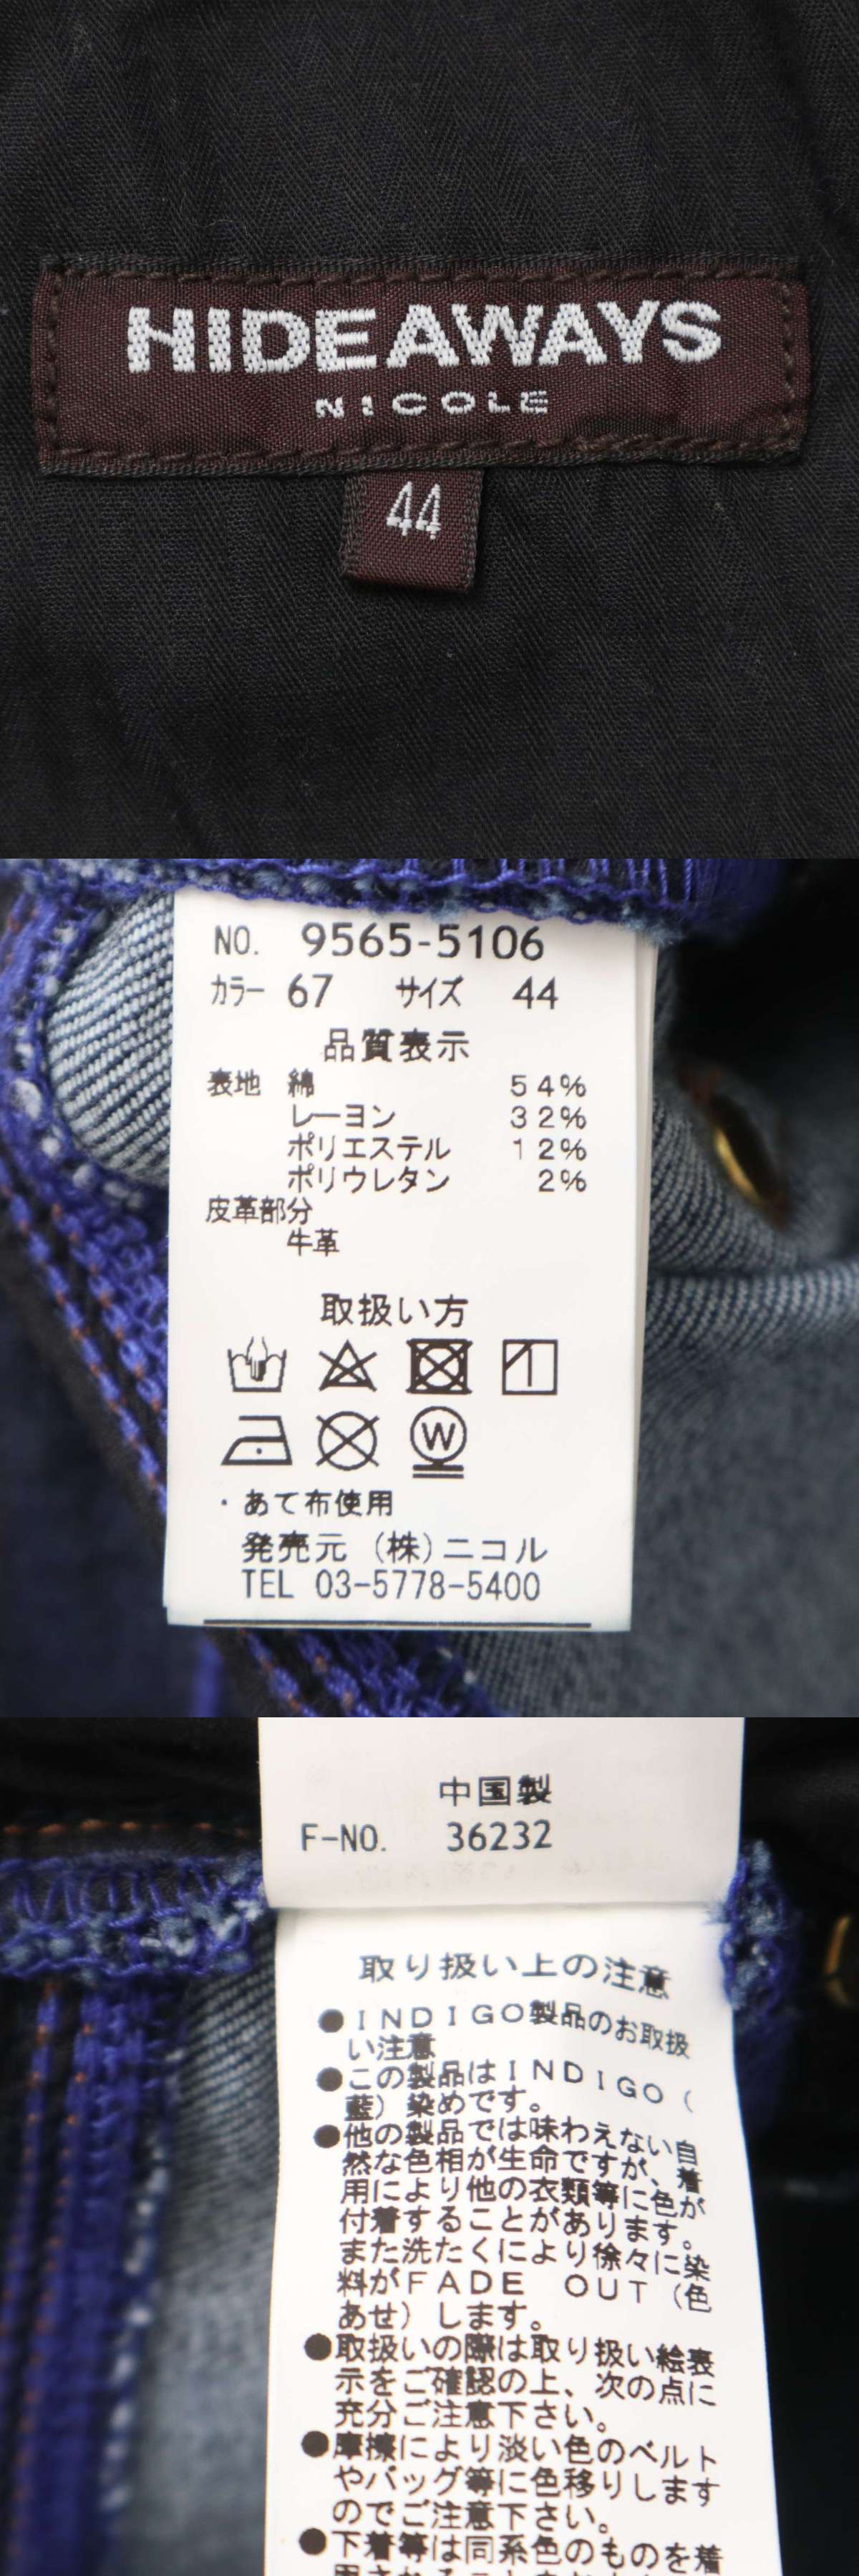 HIDEAWAYS
NICOLE
44
NO. 9565-5106
カラー 67 サイズ 44
品質表示
表地 綿 54%
レーヨン 32%
ポリエステル 12%
ポリウレタン 2%
皮革部分
牛革
取扱い方
W
・あて布使用
発売元 (株)ニコル
TEL 03-5778-5400
中国製
F-NO. 36232
取り扱い上の注意
●INDIGO製品のお取扱
い注意
●この製品はINDIGO(
藍)染めです。
●他の製品では味わえない自
然な色相が生命ですが、着
用により他の衣類等に色が
付着することがあります。
また洗たくにより徐々に染
料がFADE OUT(色
あせ)します。
●取扱いの際は取り扱い絵表
示をご確認の上、次の点に
充分ご注意下さい。
●摩擦により淡い色のベルト
やバッグ等に色移りします
のでご注意下さい。
●下着等は同系色のものを着